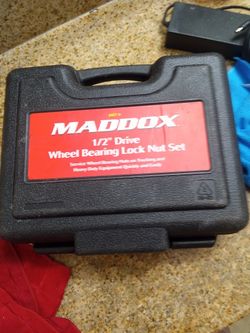 MADDOX
1/2" Drive
Wheel Bearing Lock Nut Set
Service Wheel Bearing Nuts on Trucking and
Heavy Duty Equipment Quickly and Easily